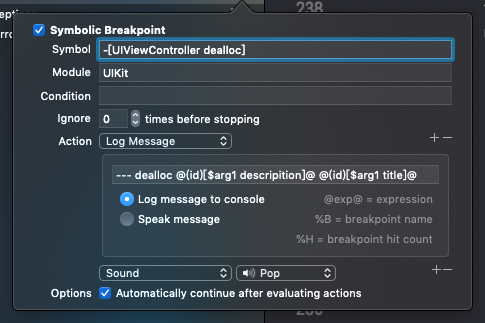 eptions
238
rro
Symbolic Breakpoint
Symbol -[UIViewController dealloc]
Module UIKit
Condition
Ignore 0 times before stopping
Action Log Message
--- dealloc @(id)[$arg1 descripition]@ @(id)[$arg1 title]@
Log message to console @exp@ = expression
Speak message %B = breakpoint name
%H = breakpoint hit count
Sound Pop
Options Automatically continue after evaluating actions